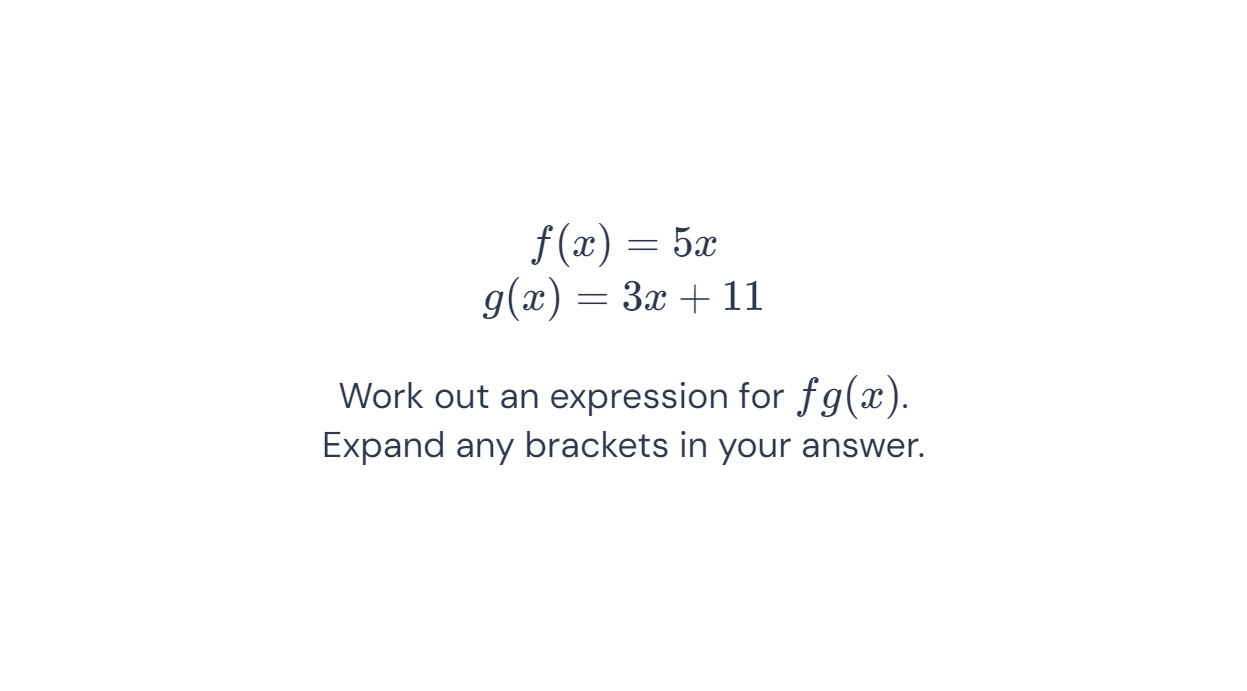 f(x) = 5x
g(x) = 3x + 11
Work out an expression for fg(x).
Expand any brackets in your answer.